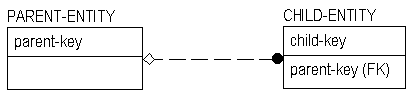 PARENT-ENTITY
parent-key
CHILD-ENTITY
child-key
parent-key (FK)